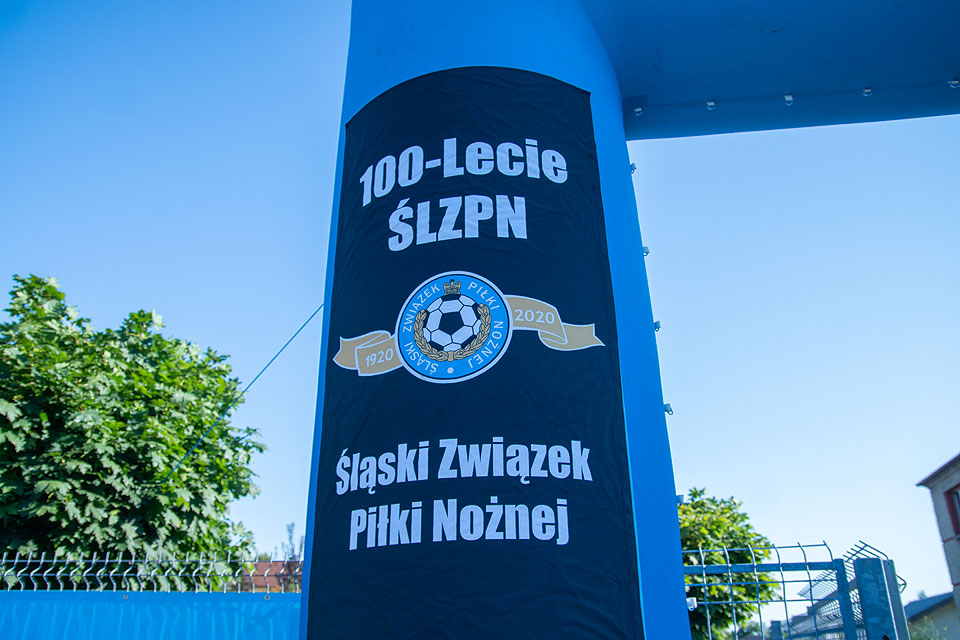 100-Lecie
ŚLZPN
ŚLĄSKI ZWIĄZEK PIŁKI NOŻNEJ
1920
2020
Śląski Związek
Piłki Nożnej